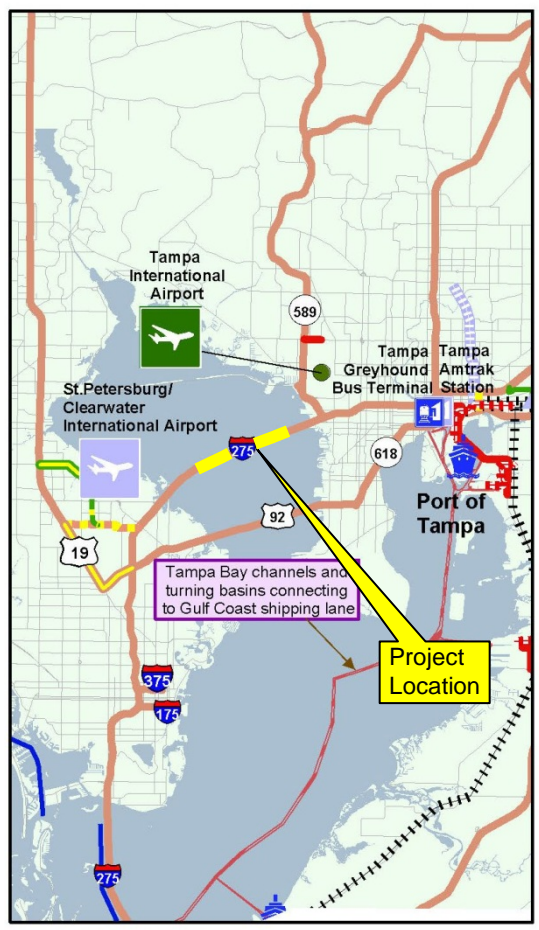 Tampa
International
Airport
589
Tampa
Greyhound
Bus Terminal
Tampa
Amtrak
Station
St.Petersburg/
Clearwater
International Airport
275
618
Port of
Tampa
92
19
Tampa Bay channels and
turning basins connecting
to Gulf Coast shipping lane
Project
Location
375
175
275